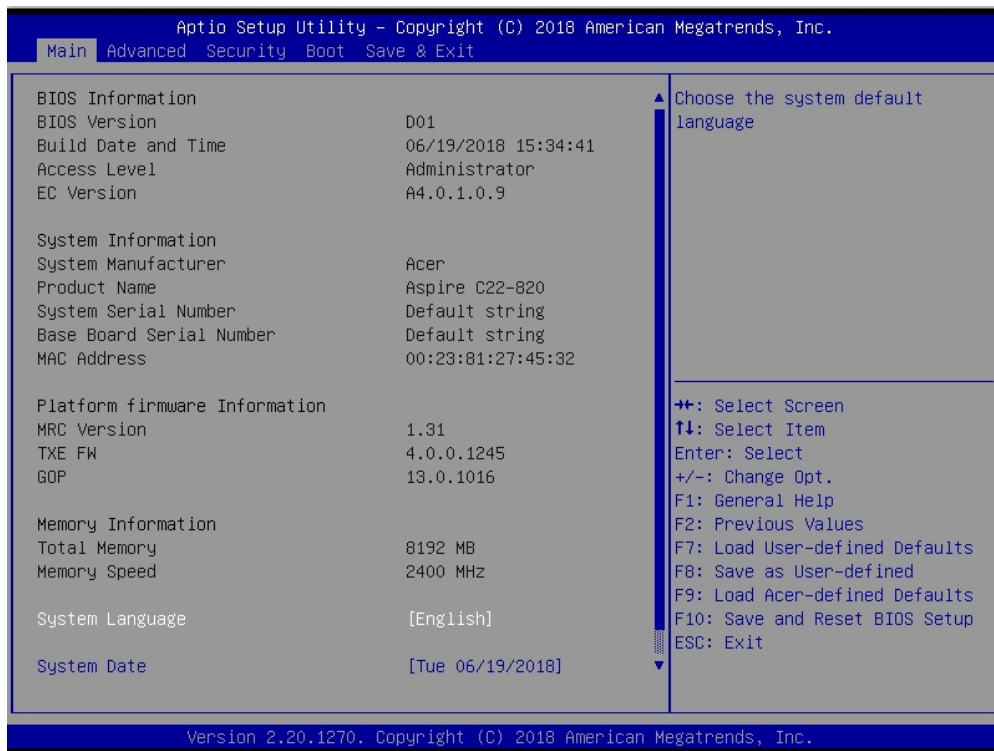 Aptio Setup Utility – Copyright (C) 2018 American Megatrends, Inc.
Main Advanced Security Boot Save & Exit
BIOS Information
BIOS Version D01
Build Date and Time 06/19/2018 15:34:41
Access Level Administrator
EC Version A4.0.1.0.9
System Information
System Manufacturer Acer
Product Name Aspire C22-820
System Serial Number Default string
Base Board Serial Number Default string
MAC Address 00:23:81:27:45:32
Platform firmware Information
MRC Version 1.31
TXE FW 4.0.0.1245
GOP 13.0.1016
Memory Information
Total Memory 8192 MB
Memory Speed 2400 MHz
System Language [English]
System Date [Tue 06/19/2018]
Choose the system default
language
→←: Select Screen
↑↓: Select Item
Enter: Select
+/-: Change Opt.
F1: General Help
F2: Previous Values
F7: Load User-defined Defaults
F8: Save as User-defined
F9: Load Acer-defined Defaults
F10: Save and Reset BIOS Setup
ESC: Exit
Version 2.20.1270. Copyright (C) 2018 American Megatrends, Inc.